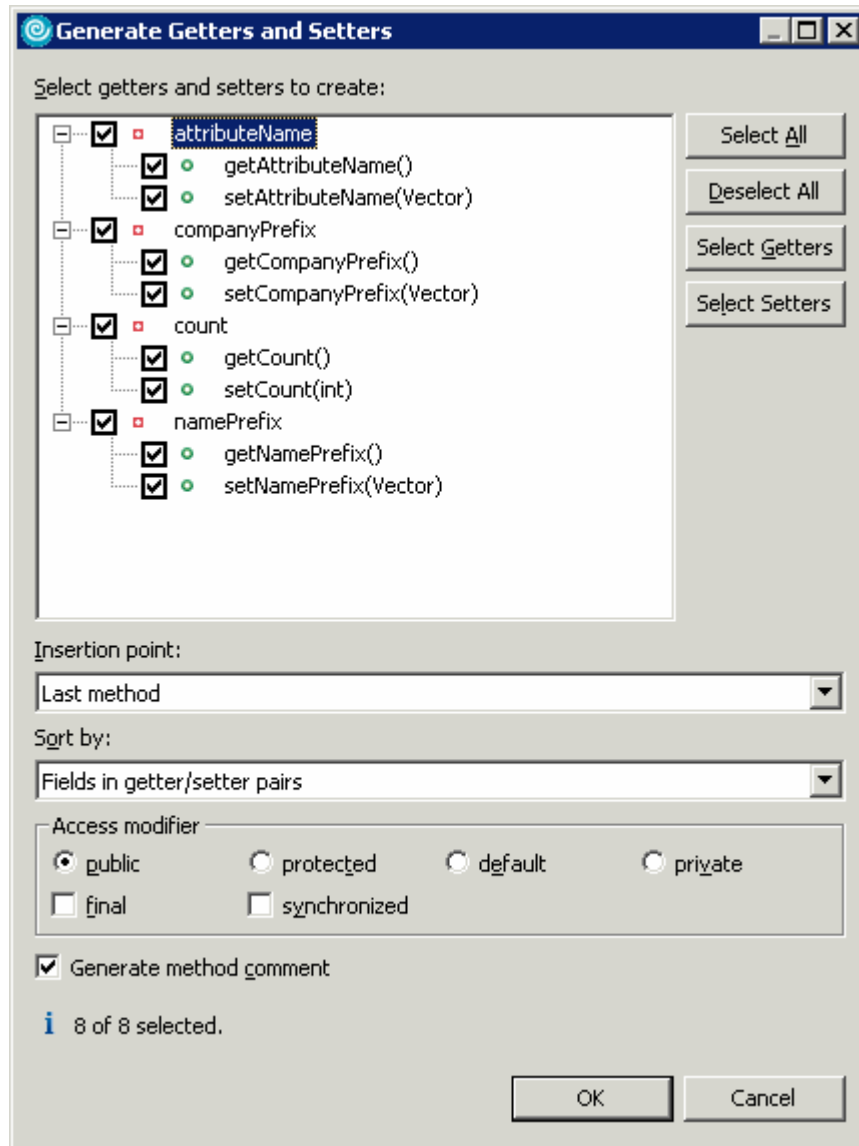 Generate Getters and Setters
Select getters and setters to create:
attributeName
getAttributeName()
setAttributeName(Vector)
companyPrefix
getCompanyPrefix()
setCompanyPrefix(Vector)
count
getCount()
setCount(int)
namePrefix
getNamePrefix()
setNamePrefix(Vector)
Select All
Deselect All
Select Getters
Select Setters
Insertion point:
Last method
Sort by:
Fields in getter/setter pairs
Access modifier
public protected default private
final synchronized
Generate method comment
i 8 of 8 selected.
OK Cancel